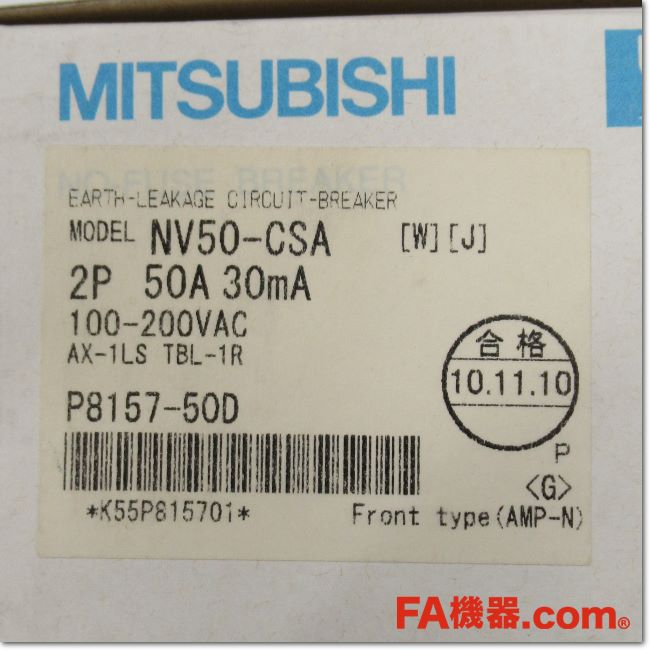 MITSUBISHI
NO-FUSE BREAKER
EARTH-LEAKAGE CIRCUIT-BREAKER
MODEL NV50-CSA [W][J]
2P 50A 30mA
100-200VAC
AX-1LS TBL-1R
合格
10.11.10
P8157-50D
P
<G>
*K55P815701* Front type(AMP-N)
FA機器.com®